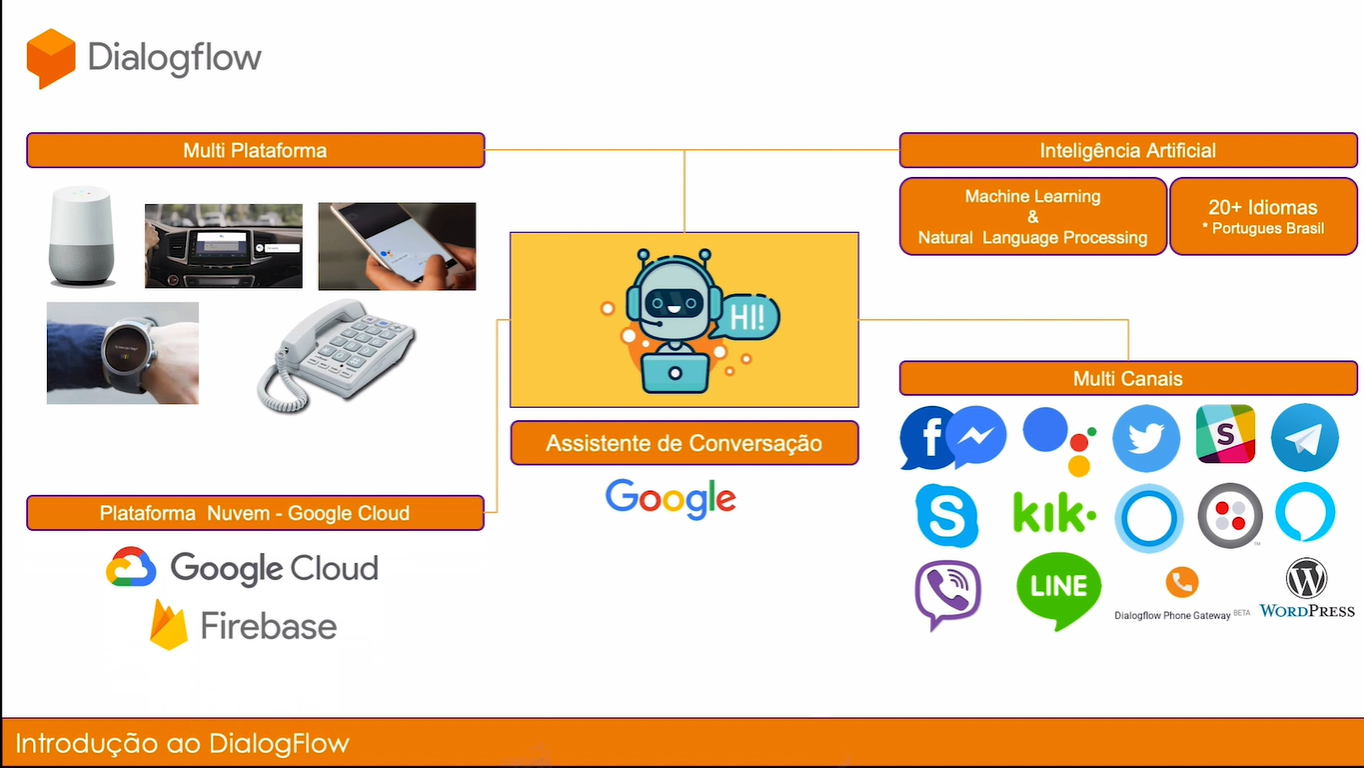 Dialogflow
Multi Plataforma
Inteligência Artificial
Machine Learning
&
Natural Language Processing
20+ Idiomas
* Portugues Brasil
HI!
Assistente de Conversação
Google
Multi Canais
f
S
S
kik.
LINE
Dialogflow Phone Gateway BETA
WORDPRESS
Plataforma Nuvem - Google Cloud
Google Cloud
Firebase
Introdução ao DialogFlow